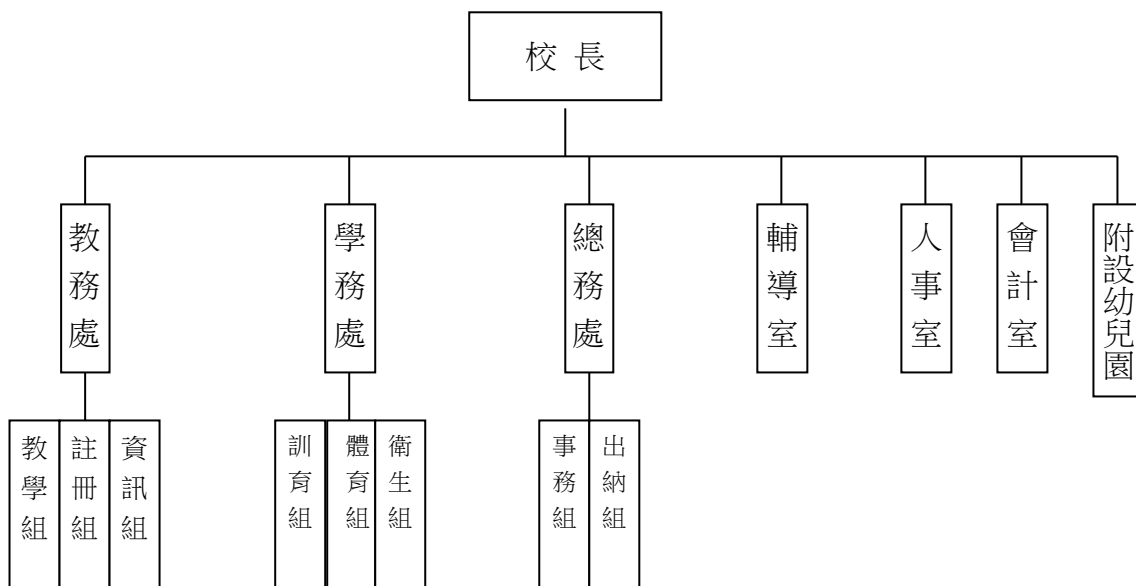 校 長
教務處
學務處
總務處
輔導室
人事室
會計室
附設幼兒園
教學組
註冊組
資訊組
訓育組
體育組
衛生組
事務組
出納組